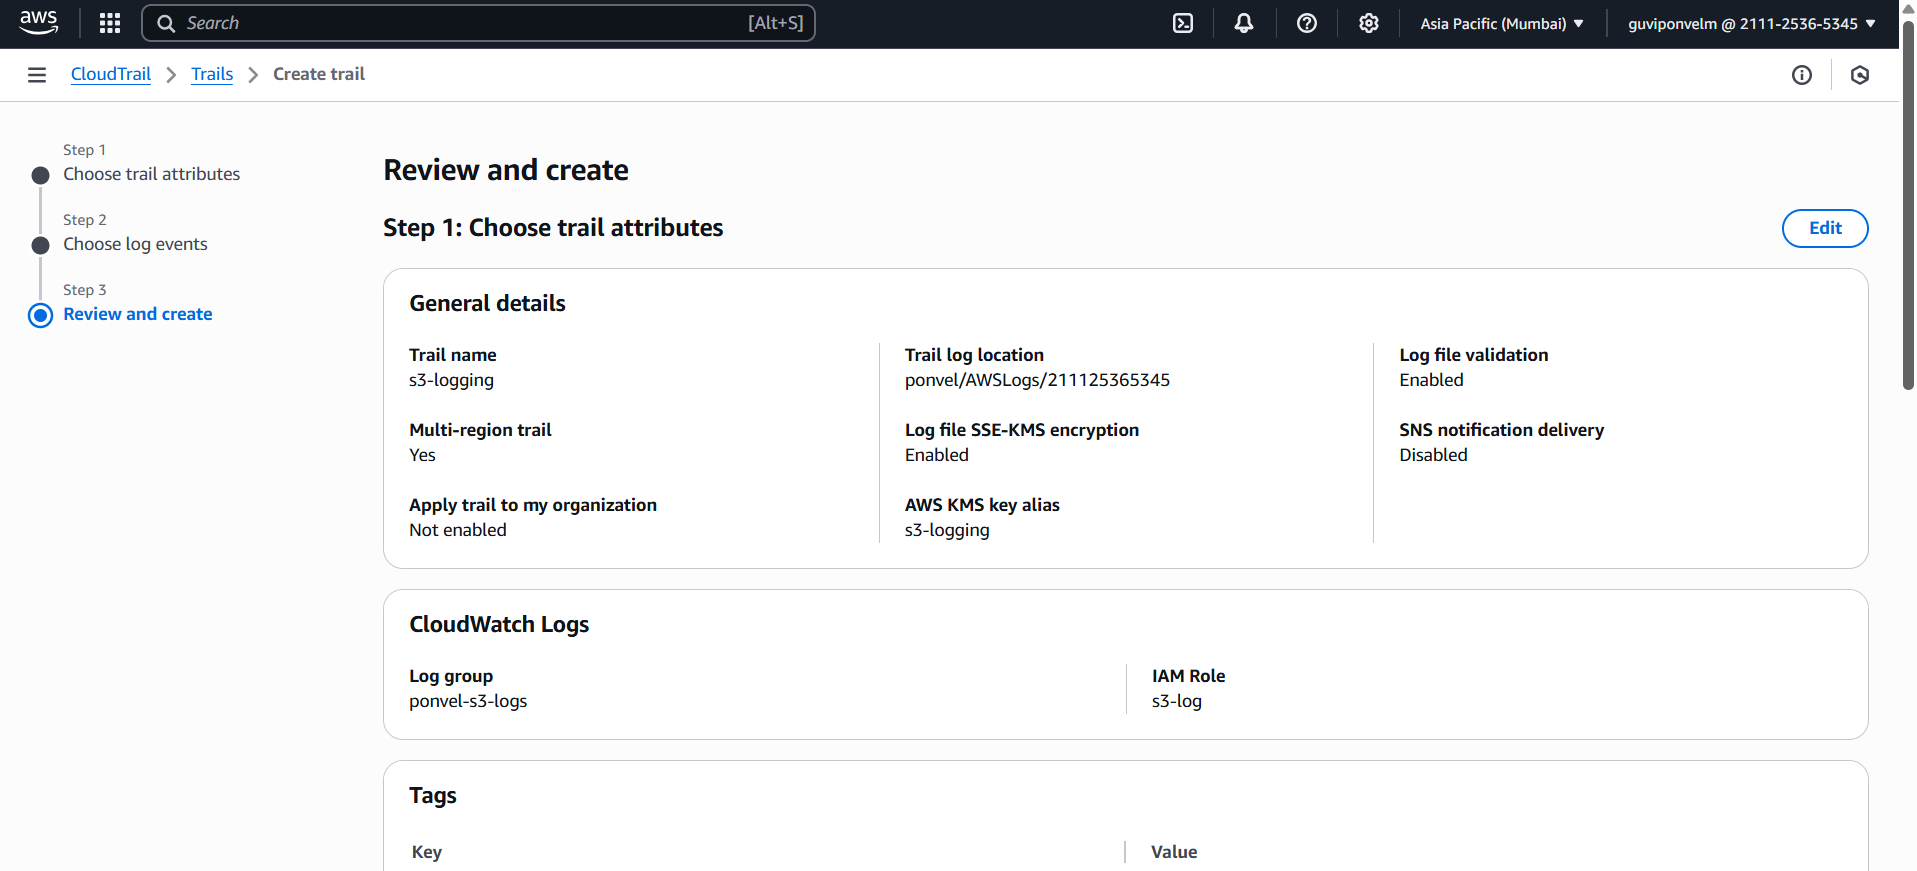 aws
Search [Alt+S]
Asia Pacific (Mumbai)
guviponvelm @ 2111-2536-5345
CloudTrail
Trails
Create trail
Step 1
Choose trail attributes
Step 2
Choose log events
Step 3
Review and create
Review and create
Step 1: Choose trail attributes
Edit
General details
Trail name
s3-logging
Multi-region trail
Yes
Apply trail to my organization
Not enabled
Trail log location
ponvel/AWSLogs/211125365345
Log file SSE-KMS encryption
Enabled
AWS KMS key alias
s3-logging
Log file validation
Enabled
SNS notification delivery
Disabled
CloudWatch Logs
Log group
ponvel-s3-logs
IAM Role
s3-log
Tags
Key
Value